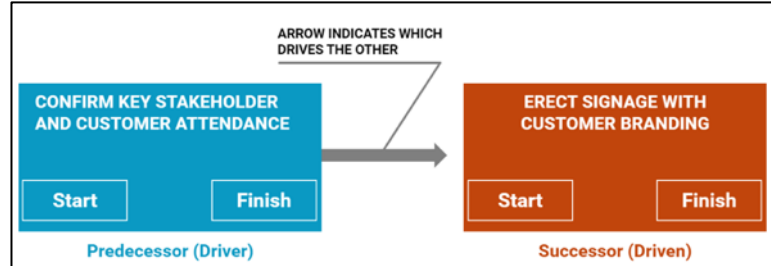 ARROW INDICATES WHICH
DRIVES THE OTHER
CONFIRM KEY STAKEHOLDER
AND CUSTOMER ATTENDANCE
Start
Finish
Predecessor (Driver)
ERECT SIGNAGE WITH
CUSTOMER BRANDING
Start
Finish
Successor (Driven)